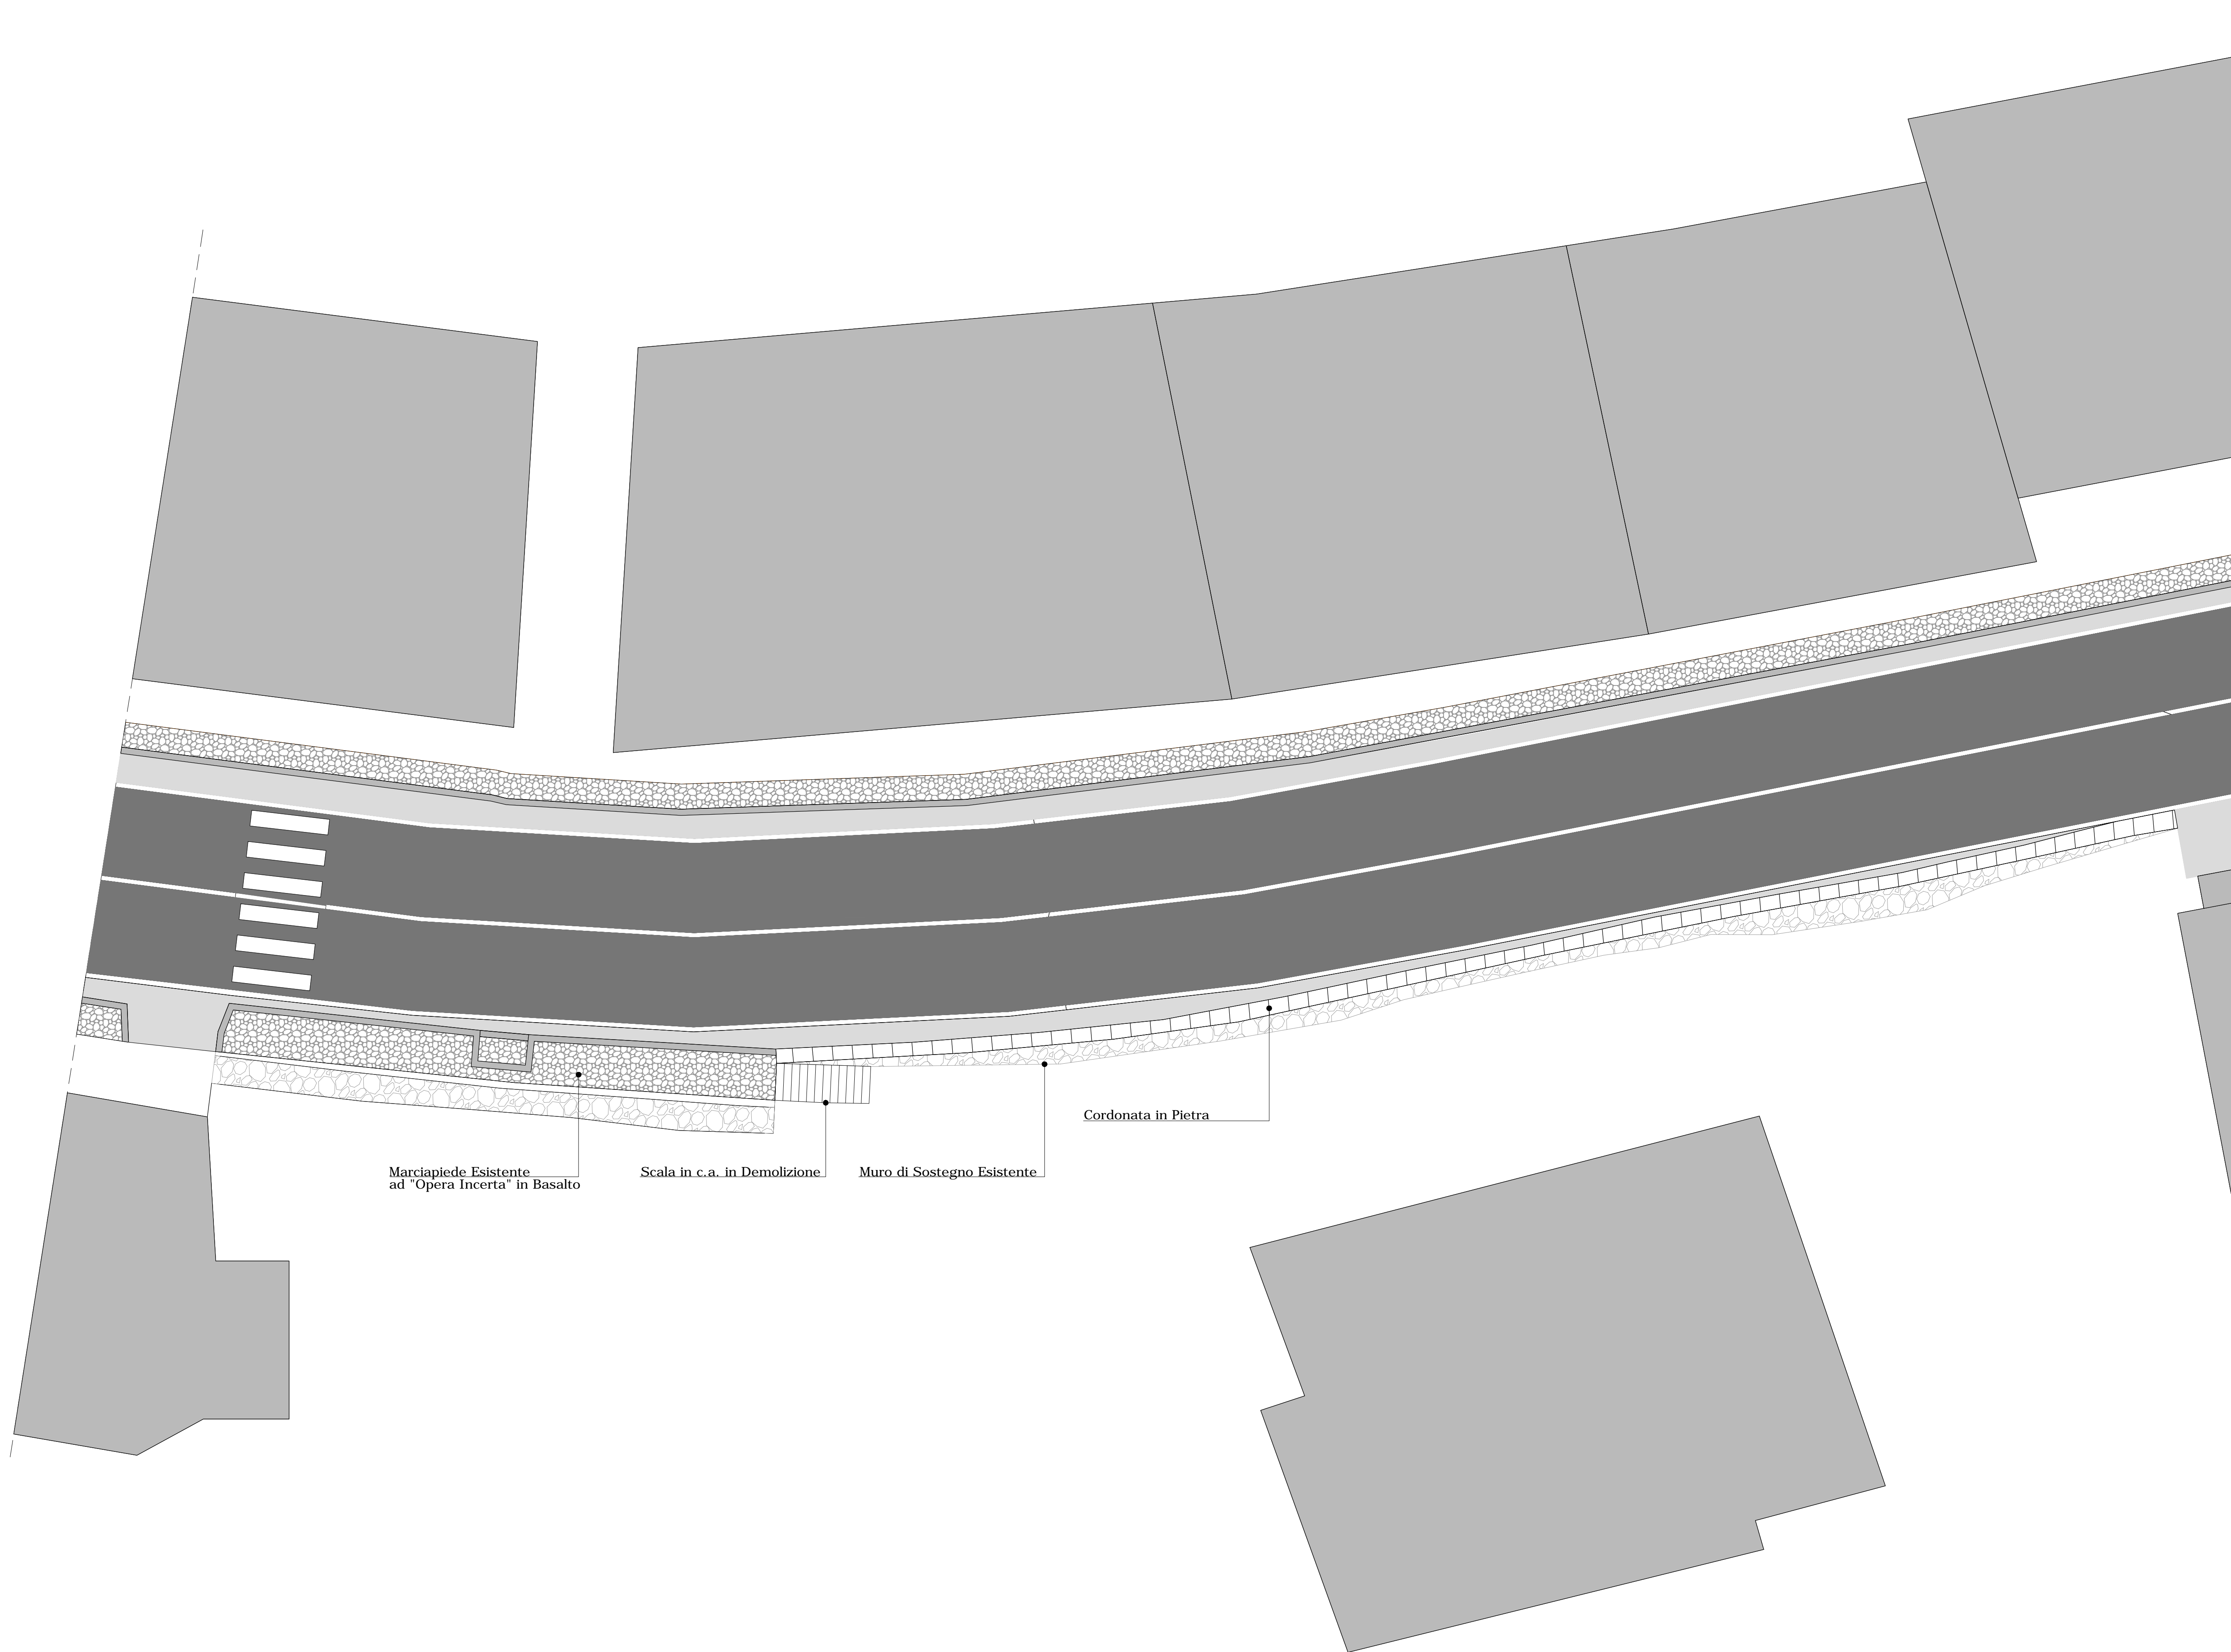 Cordonata in Pietra
Marciapiede Esistente
ad "Opera Incerta" in Basalto
Scala in c.a. in Demolizione
Muro di Sostegno Esistente